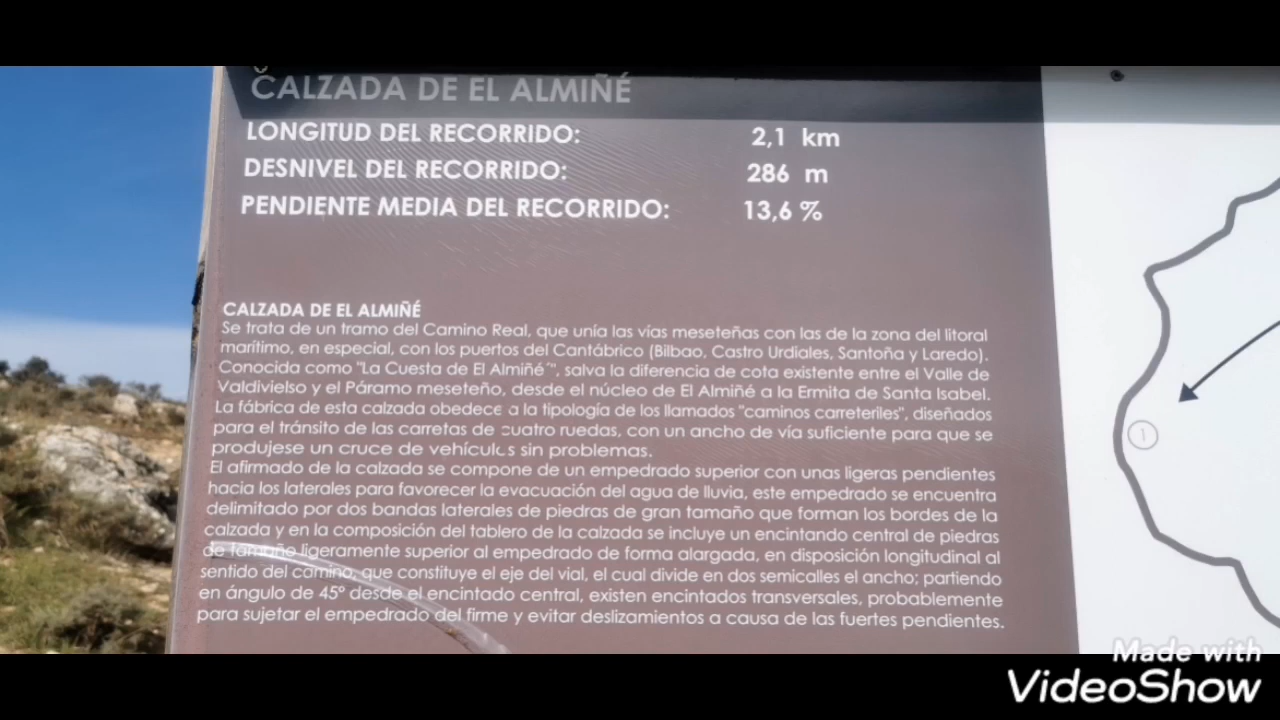 CALZADA DE EL ALMIÑÉ
LONGITUD DEL RECORRIDO: 2,1 km
DESNIVEL DEL RECORRIDO: 286 m
PENDIENTE MEDIA DEL RECORRIDO: 13,6 %
CALZADA DE EL ALMIÑÉ
Se trata de un tramo del Camino Real, que unía las vías meseteñas con las de la zona del litoral
marítimo, en especial, con los puertos del Cantábrico (Bilbao, Castro Urdiales, Santoña y Laredo).
Conocida como "La Cuesta de El Almiñé´", salva la diferencia de cota existente entre el Valle de
Valdivielso y el Páramo meseteño, desde el núcleo de El Almiñé a la Ermita de Santa Isabel.
La fábrica de esta calzada obedece a la tipología de los llamados "caminos carreteriles", diseñados
para el tránsito de las carretas de cuatro ruedas, con un ancho de vía suficiente para que se
produjese un cruce de vehículos sin problemas.
El afirmado de la calzada se compone de un empedrado superior con unas ligeras pendientes
hacia los laterales para favorecer la evacuación del agua de lluvia, este empedrado se encuentra
delimitado por dos bandas laterales de piedras de gran tamaño que forman los bordes de la
calzada y en la composición del tablero de la calzada se incluye un encintando central de piedras
de tamaño ligeramente superior al empedrado de forma alargada, en disposición longitudinal al
sentido del camino, que constituye el eje del vial, el cual divide en dos semicalles el ancho; partiendo
en ángulo de 45º desde el encintado central, existen encintados transversales, probablemente
para sujetar el empedrado del firme y evitar deslizamientos a causa de las fuertes pendientes.
1
Made with
VideoShow